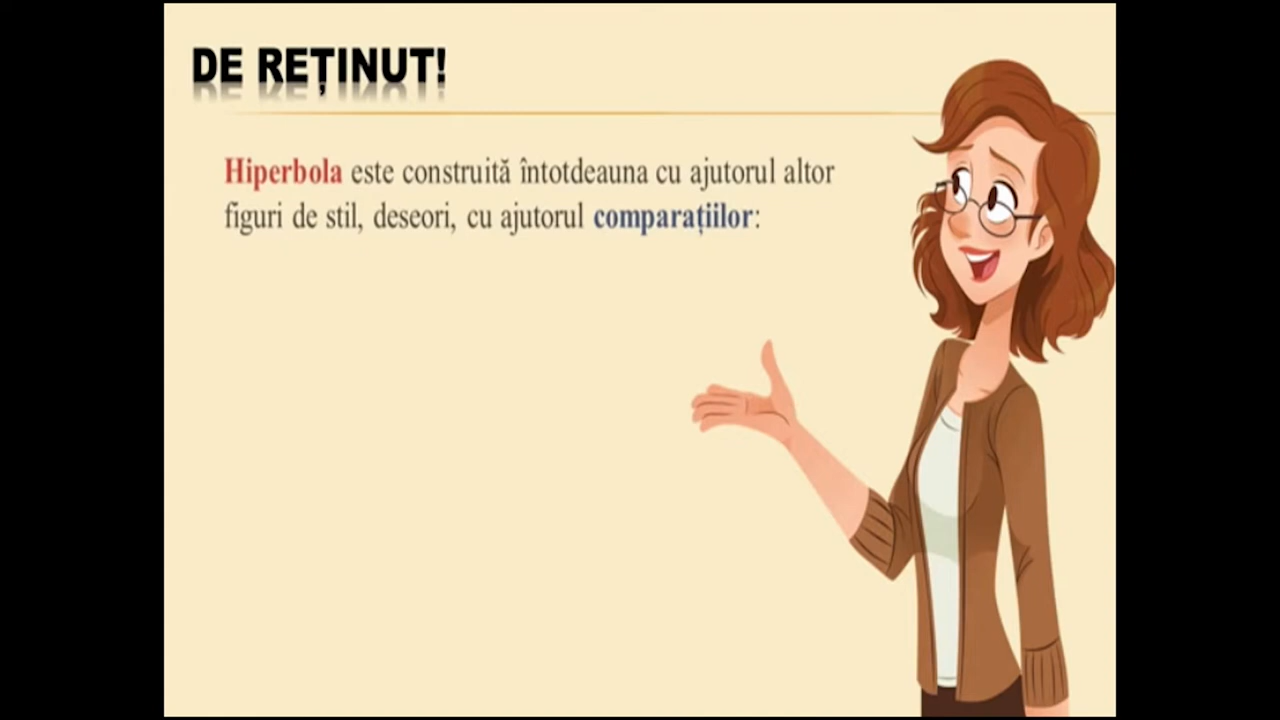 DE REȚINUT!
Hiperbola este construită întotdeauna cu ajutorul altor
figuri de stil, deseori, cu ajutorul comparațiilor: